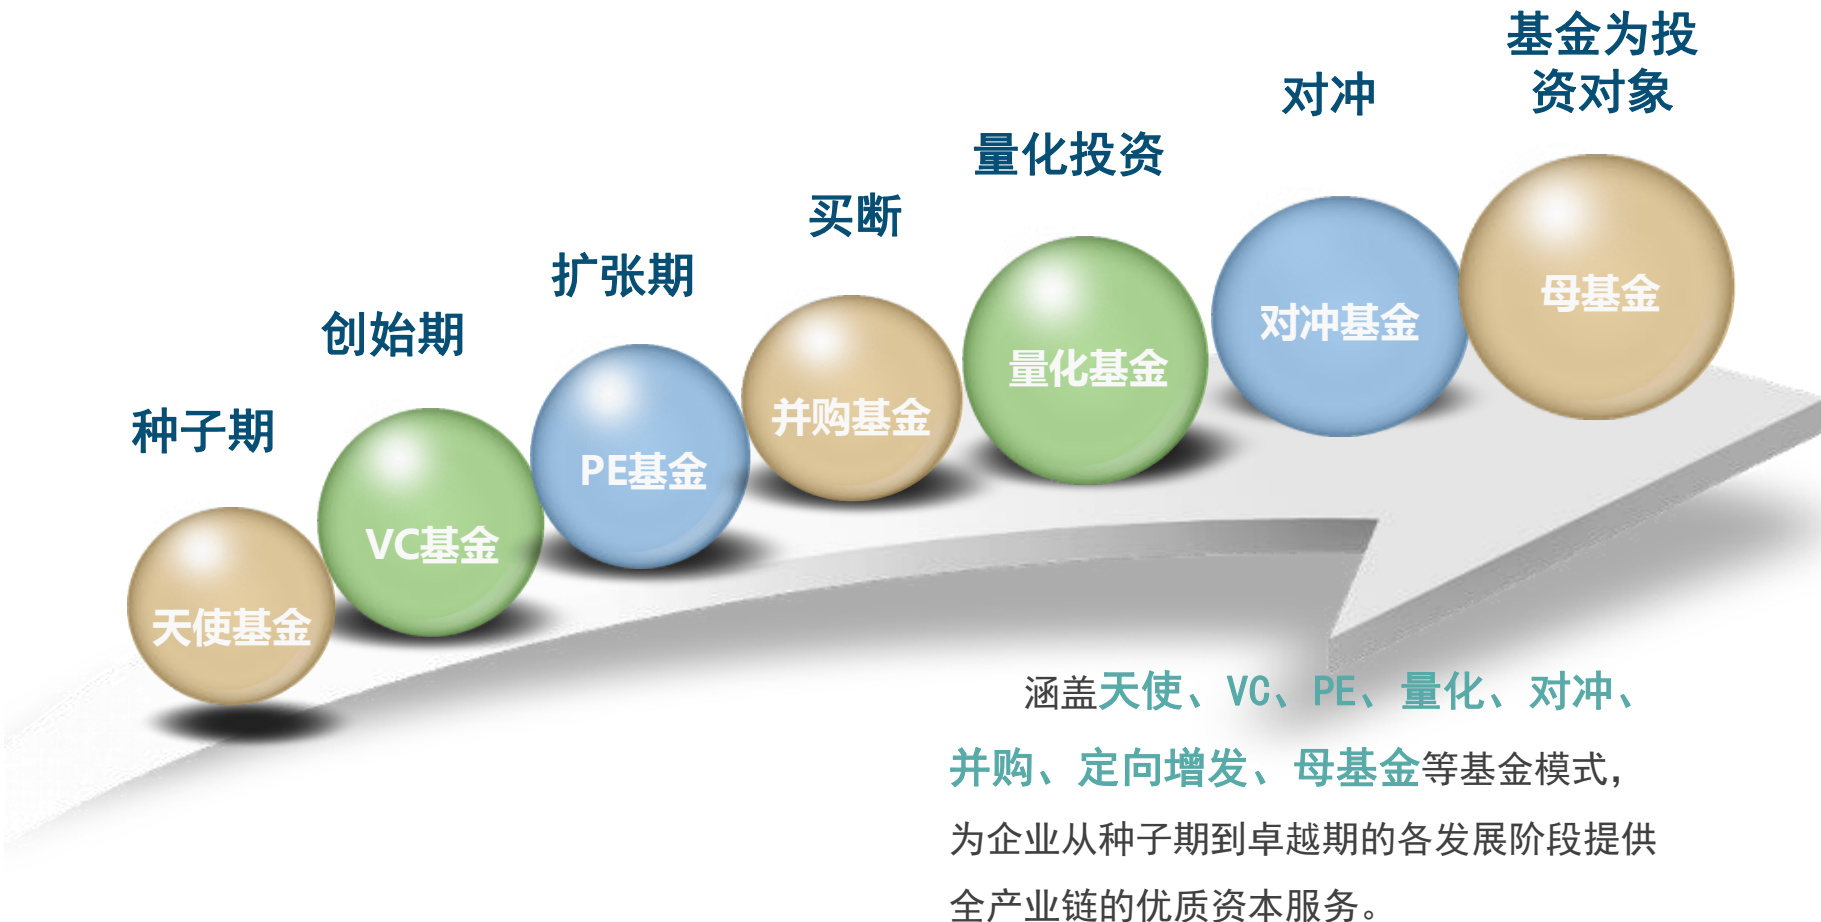 种子期
天使基金
创始期
VC基金
扩张期
PE基金
买断
并购基金
量化投资
量化基金
对冲
对冲基金
基金为投
资对象
母基金
涵盖天使、VC、PE、量化、对冲、
并购、定向增发、母基金等基金模式，
为企业从种子期到卓越期的各发展阶段提供
全产业链的优质资本服务。